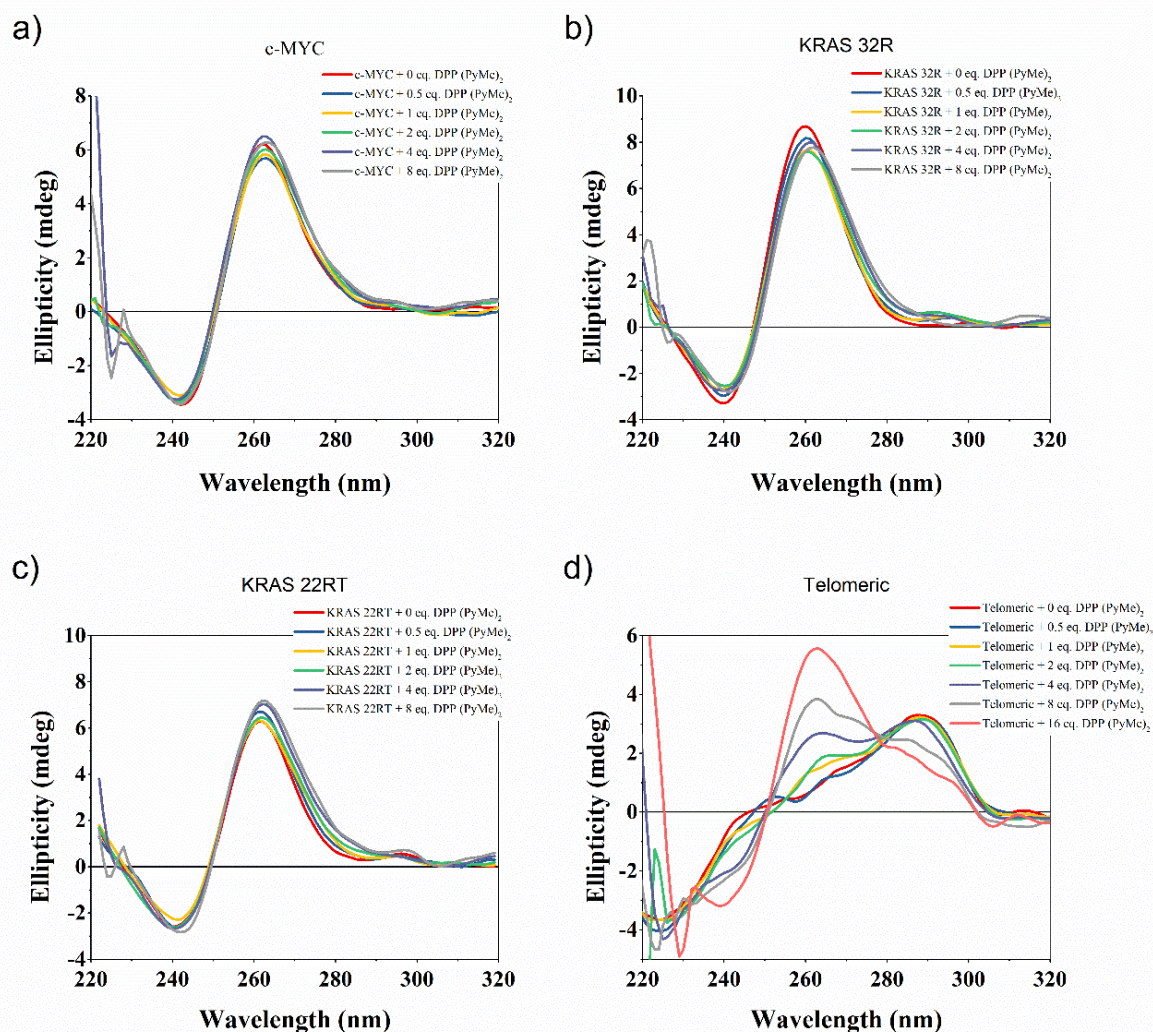 a)
c-MYC
c-MYC + 0 eq. DPP (PyMe)2
c-MYC + 0.5 eq. DPP (PyMe)2
c-MYC + 1 eq. DPP (PyMe)2
c-MYC + 2 eq. DPP (PyMe)2
c-MYC + 4 eq. DPP (PyMe)2
c-MYC + 8 eq. DPP (PyMe)2
8
6
4
2
0
-2
-4
Ellipticity (mdeg)
220 240 260 280 300 320
Wavelength (nm)
b)
KRAS 32R
KRAS 32R + 0 eq. DPP (PyMe)2
KRAS 32R + 0.5 eq. DPP (PyMe)2
KRAS 32R + 1 eq. DPP (PyMe)2
KRAS 32R + 2 eq. DPP (PyMe)2
KRAS 32R + 4 eq. DPP (PyMe)2
KRAS 32R + 8 eq. DPP (PyMe)2
10
8
6
4
2
0
-2
-4
Ellipticity (mdeg)
220 240 260 280 300 320
Wavelength (nm)
c)
KRAS 22RT
KRAS 22RT + 0 eq. DPP (PyMe)2
KRAS 22RT + 0.5 eq. DPP (PyMe)2
KRAS 22RT + 1 eq. DPP (PyMe)2
KRAS 22RT + 2 eq. DPP (PyMe)2
KRAS 22RT + 4 eq. DPP (PyMe)2
KRAS 22RT + 8 eq. DPP (PyMe)2
10
8
6
4
2
0
-2
-4
Ellipticity (mdeg)
220 240 260 280 300 320
Wavelength (nm)
d)
Telomeric
Telomeric + 0 eq. DPP (PyMe)2
Telomeric + 0.5 eq. DPP (PyMe)2
Telomeric + 1 eq. DPP (PyMe)2
Telomeric + 2 eq. DPP (PyMe)2
Telomeric + 4 eq. DPP (PyMe)2
Telomeric + 8 eq. DPP (PyMe)2
Telomeric + 16 eq. DPP (PyMe)2
6
4
2
0
-2
-4
Ellipticity (mdeg)
220 240 260 280 300 320
Wavelength (nm)